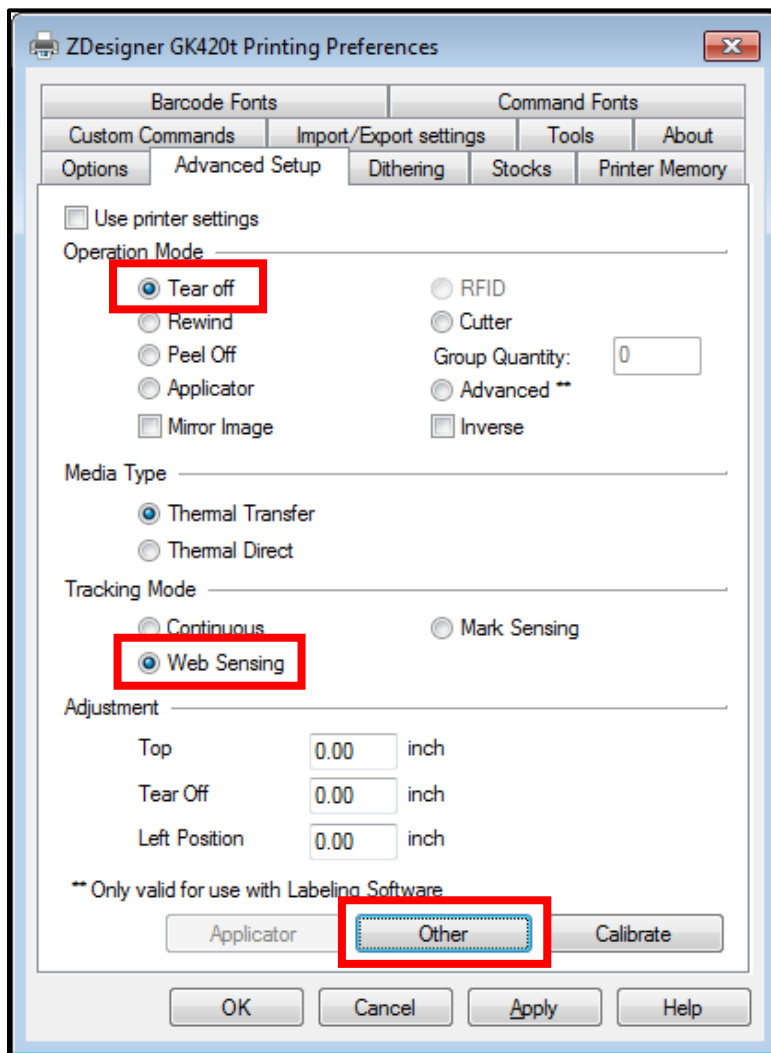 ZDesigner GK420t Printing Preferences
Barcode Fonts Command Fonts
Custom Commands Import/Export settings Tools About
Options Advanced Setup Dithering Stocks Printer Memory
Use printer settings
Operation Mode
Tear off RFID
Rewind Cutter
Peel Off Group Quantity: 0
Applicator Advanced **
Mirror Image Inverse
Media Type
Thermal Transfer
Thermal Direct
Tracking Mode
Continuous Mark Sensing
Web Sensing
Adjustment
Top 0.00 inch
Tear Off 0.00 inch
Left Position 0.00 inch
** Only valid for use with Labeling Software
Applicator Other Calibrate
OK Cancel Apply Help